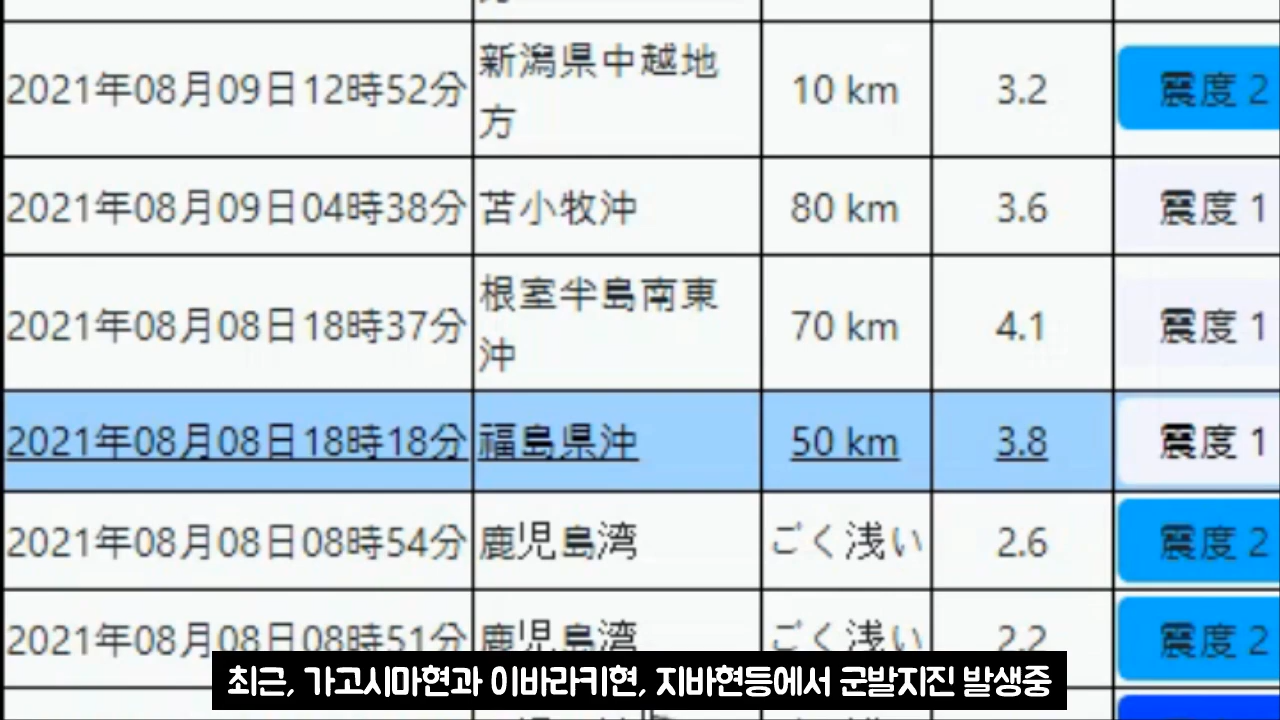 2021年08月09日12時52分 新潟県中越地方 10 km 3.2 震度 2
2021年08月09日04時38分 苫小牧沖 80 km 3.6 震度 1
2021年08月08日18時37分 根室半島南東沖 70 km 4.1 震度 1
2021年08月08日18時18分 福島県沖 50 km 3.8 震度 1
2021年08月08日08時54分 鹿児島湾 ごく浅い 2.6 震度 2
2021年08月08日08時51分 鹿児島湾 ごく浅い 2.2 震度 2
최근, 가고시마현과 이바라키현, 지바현등에서 군발지진 발생중